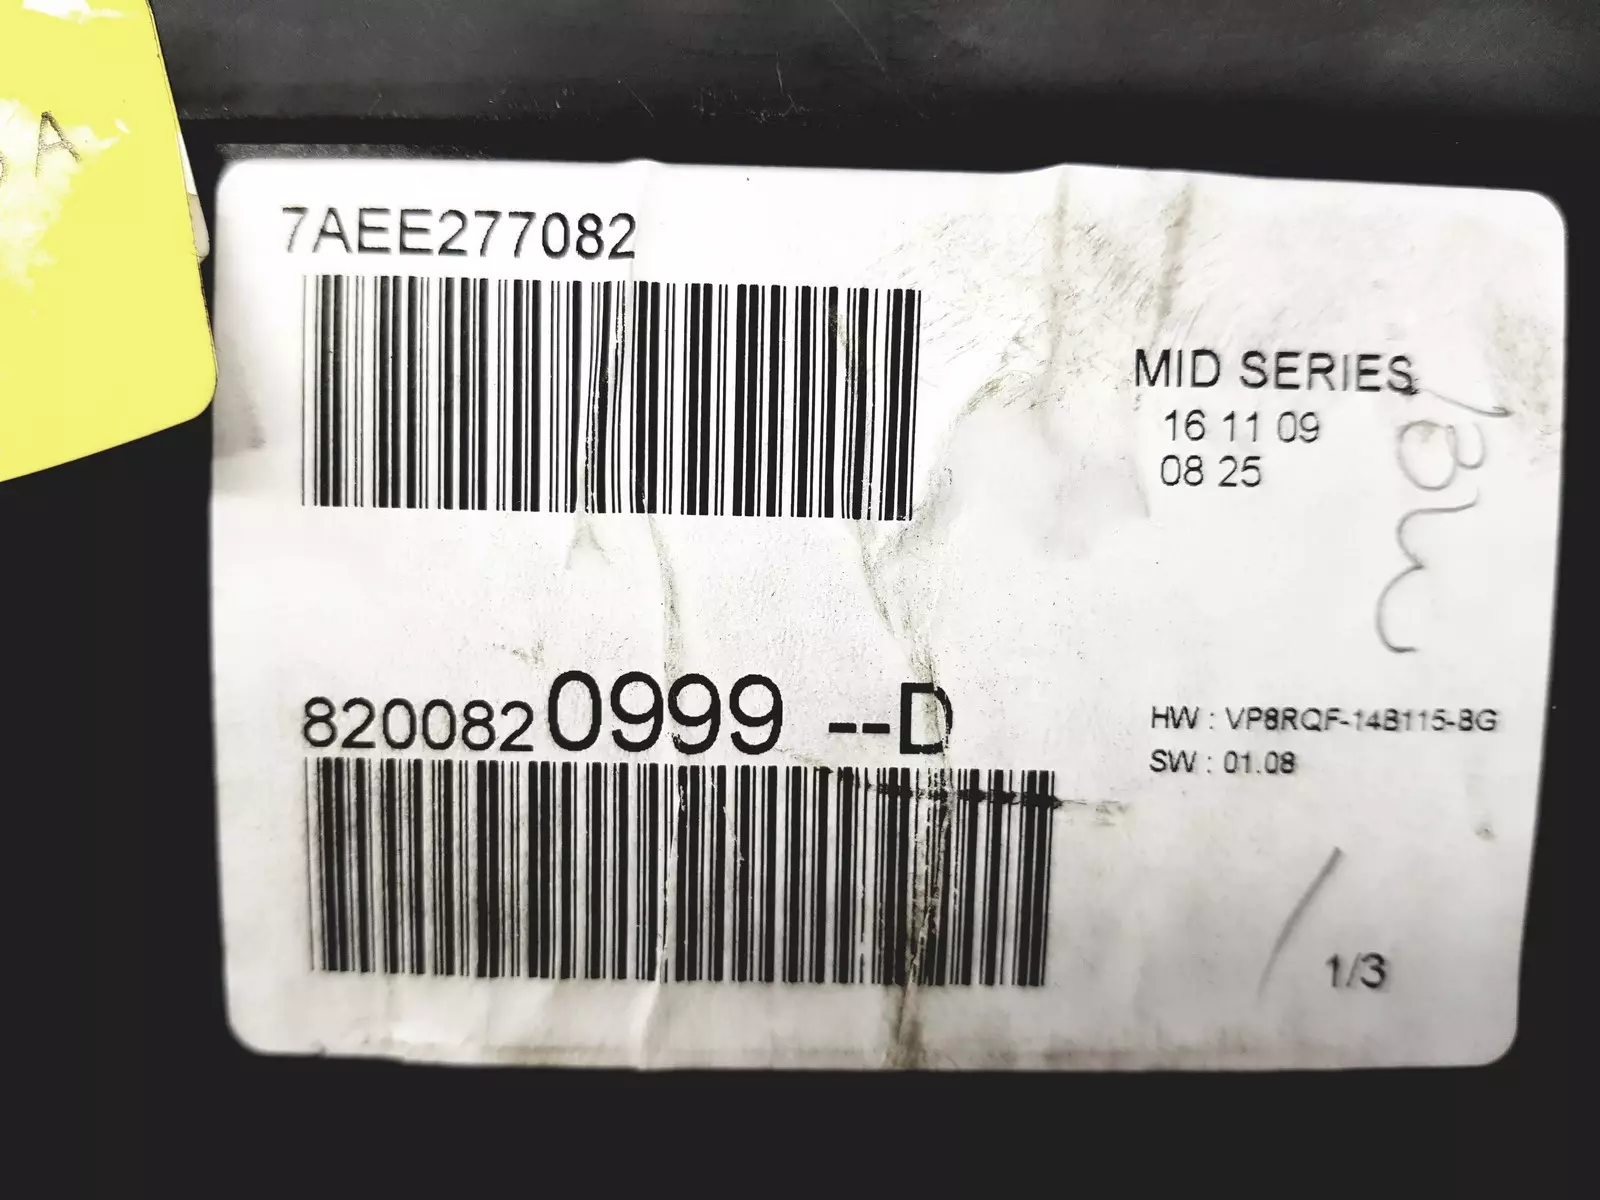 A
7AEE277082
MID SERIES
16 11 09
08 25
8200820999 --D
HW : VP8RQF-14B115-BG
SW : 01.08
1/3